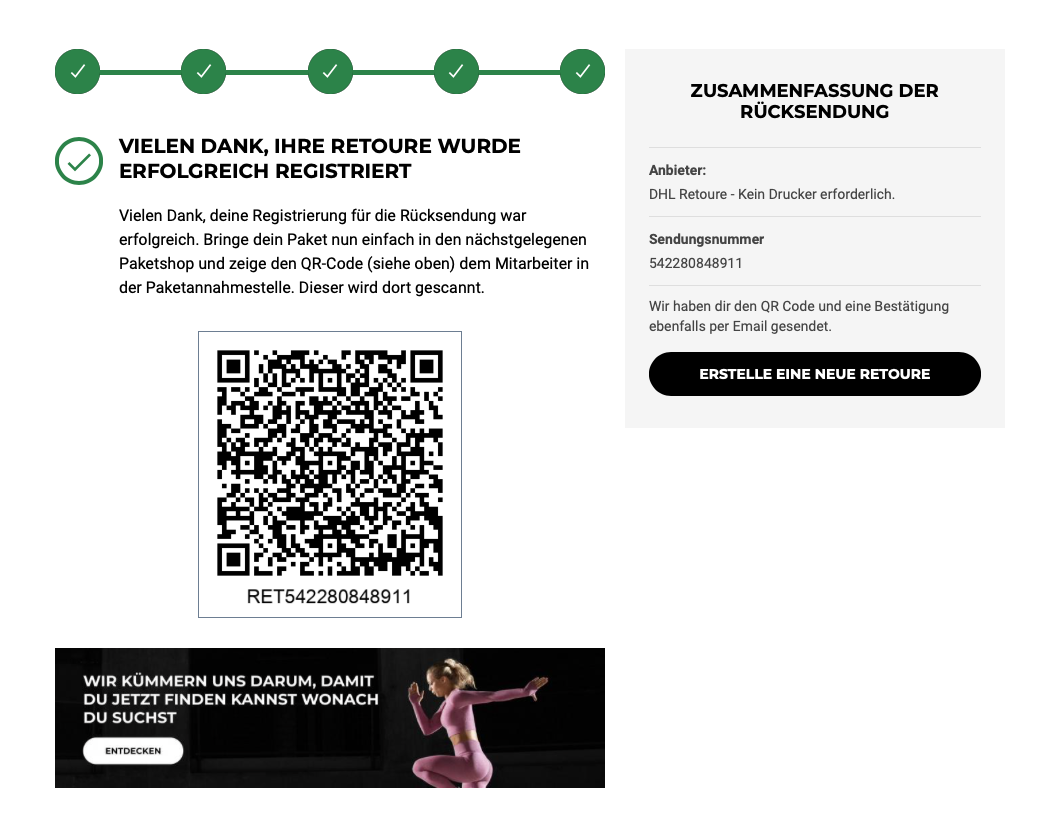 VIELEN DANK, IHRE RETOURE WURDE
ERFOLGREICH REGISTRIERT
Vielen Dank, deine Registrierung für die Rücksendung war
erfolgreich. Bringe dein Paket nun einfach in den nächstgelegenen
Paketshop und zeige den QR-Code (siehe oben) dem Mitarbeiter in
der Paketannahmestelle. Dieser wird dort gescannt.
RET542280848911
WIR KÜMMERN UNS DARUM, DAMIT
DU JETZT FINDEN KANNST WONACH
DU SUCHST
ENTDECKEN
ZUSAMMENFASSUNG DER
RÜCKSENDUNG
Anbieter:
DHL Retoure - Kein Drucker erforderlich.
Sendungsnummer
542280848911
Wir haben dir den QR Code und eine Bestätigung
ebenfalls per Email gesendet.
ERSTELLE EINE NEUE RETOURE